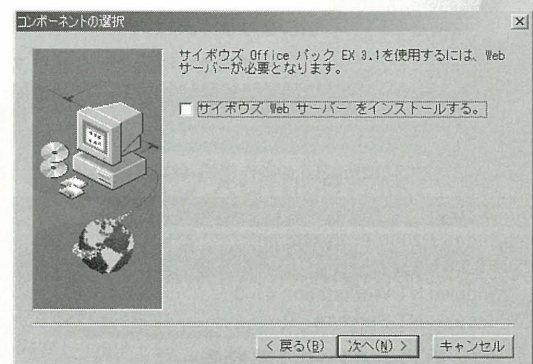 コンポーネントの選択
サイボウズ Office パック EX 3.1を使用するには、Web
サーバーが必要となります。
サイボウズ Web サーバー をインストールする。
< 戻る(B)
次へ(N) >
キャンセル